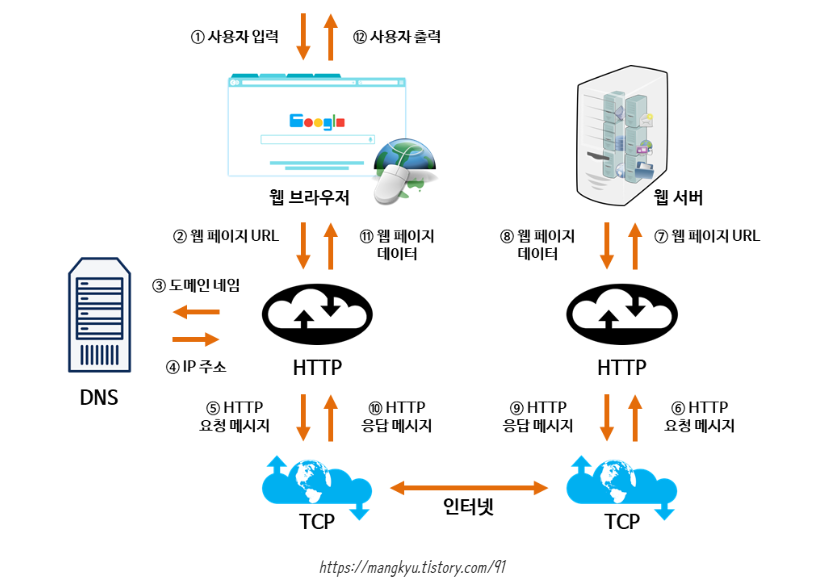 ① 사용자 입력
⑫ 사용자 출력
Google
웹 브라우저
웹 서버
② 웹 페이지 URL
⑪ 웹 페이지
데이터
⑧ 웹 페이지
데이터
⑦ 웹 페이지 URL
③ 도메인 네임
④ IP 주소
DNS
HTTP
HTTP
⑤ HTTP
요청 메시지
⑩ HTTP
응답 메시지
⑨ HTTP
응답 메시지
⑥ HTTP
요청 메시지
TCP
인터넷
TCP
https://mangkyu.tistory.com/91